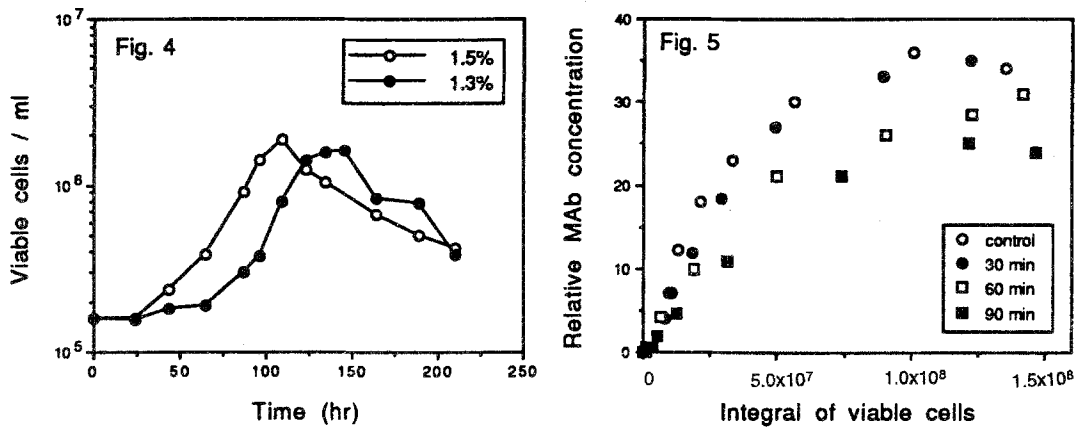 Fig. 4
1.5%
1.3%
10^7
10^6
10^5
Viable cells / ml
0 50 100 150 200 250
Time (hr)
Fig. 5
40
30
20
10
0
Relative MAb concentration
control
30 min
60 min
90 min
0 5.0x10^7 1.0x10^8 1.5x10^8
Integral of viable cells